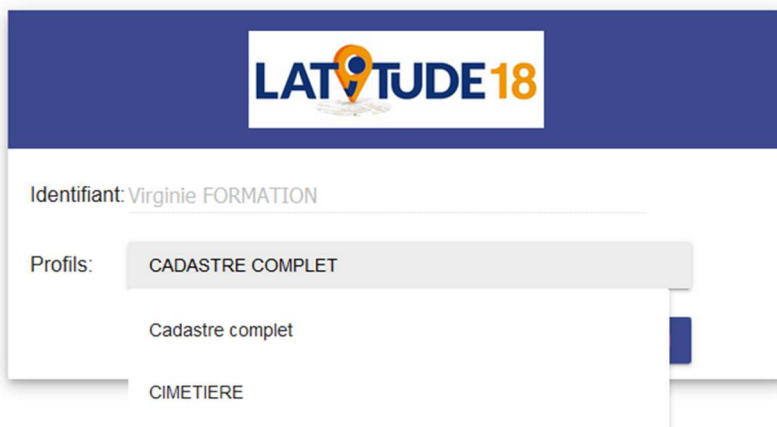 LATITUDE18
Identifiant: Virginie FORMATION
Profils: CADASTRE COMPLET
Cadastre complet
CIMETIERE